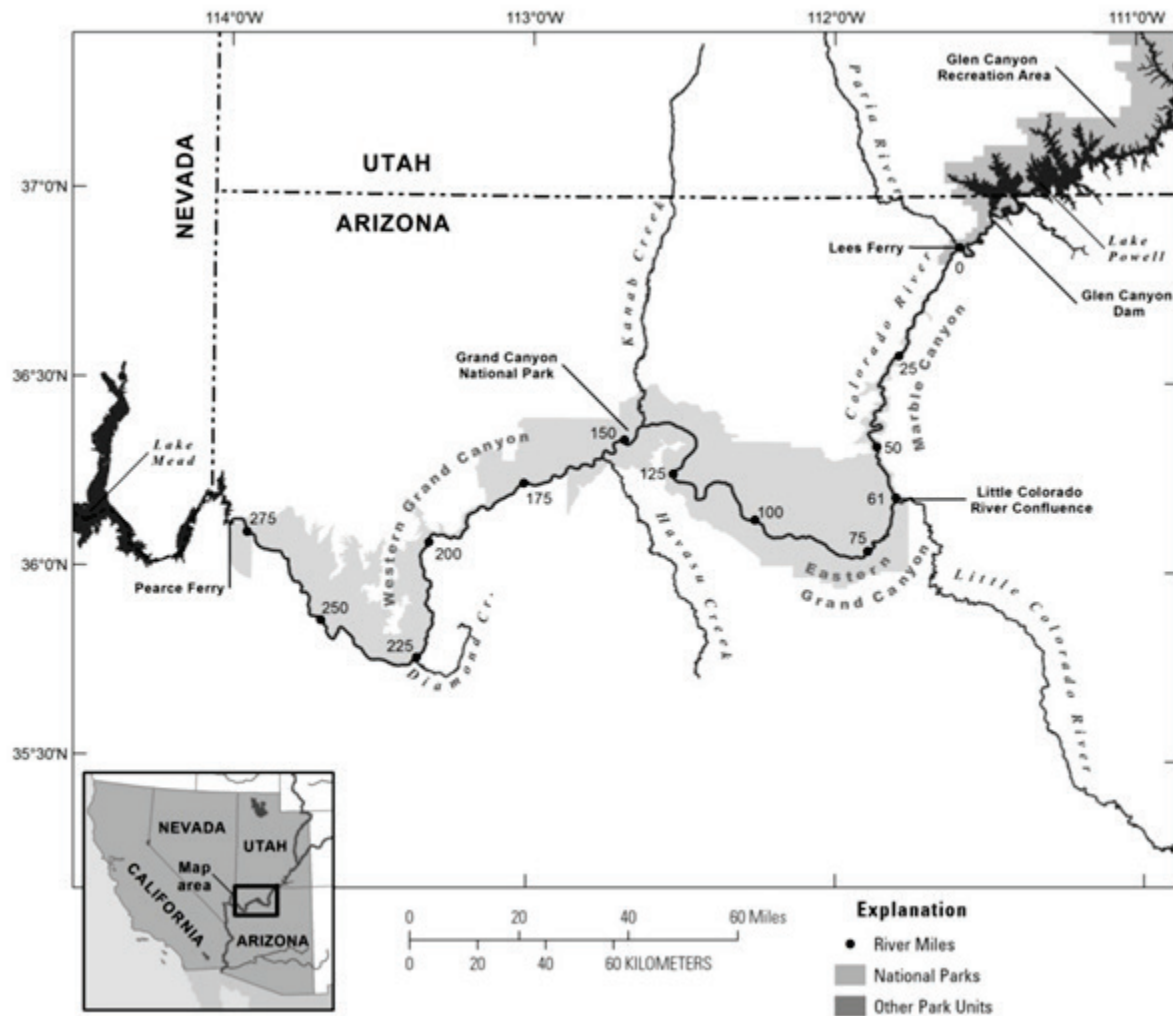 114°0'W
113°0'W
112°0'W
111°0'W
Glen Canyon
Recreation Area
Paria River
NEVADA
UTAH
37°0'N
ARIZONA
Lees Ferry
0
Lake
Powell
Glen Canyon
Dam
Kanab Creek
Colorado River
Marble Canyon
25
36°30'N
Grand Canyon
National Park
150
50
Lake
Mead
Western Grand Canyon
175
125
61
Little Colorado
River Confluence
100
275
200
75
36°0'N
Eastern
Grand Canyon
Pearce Ferry
Havasu Creek
Little Colorado River
250
225
Diamond Cr.
35°30'N
NEVADA
UTAH
Map
area
CALIFORNIA
ARIZONA
0 20 40 60 Miles
0 20 40 60 KILOMETERS
Explanation
River Miles
National Parks
Other Park Units